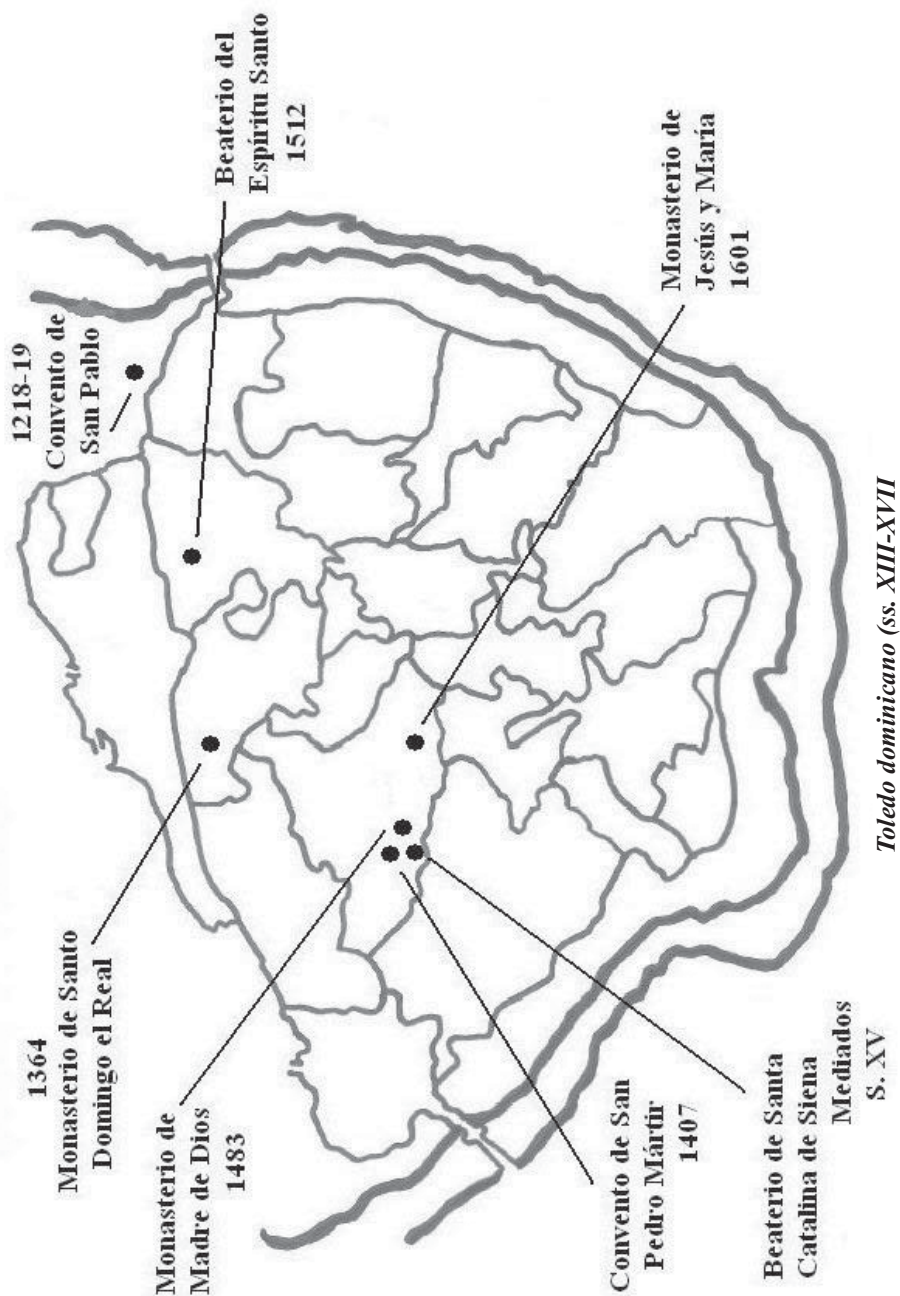 1218-19
Convento de
San Pablo
Beaterio del
Espíritu Santo
1512
1364
Monasterio de Santo
Domingo el Real
Monasterio de
Madre de Dios
1483
Monasterio de
Jesús y María
1601
Convento de San
Pedro Mártir
1407
Beaterio de Santa
Catalina de Siena
Mediados
S. XV
Toledo dominicano (ss. XIII-XVII